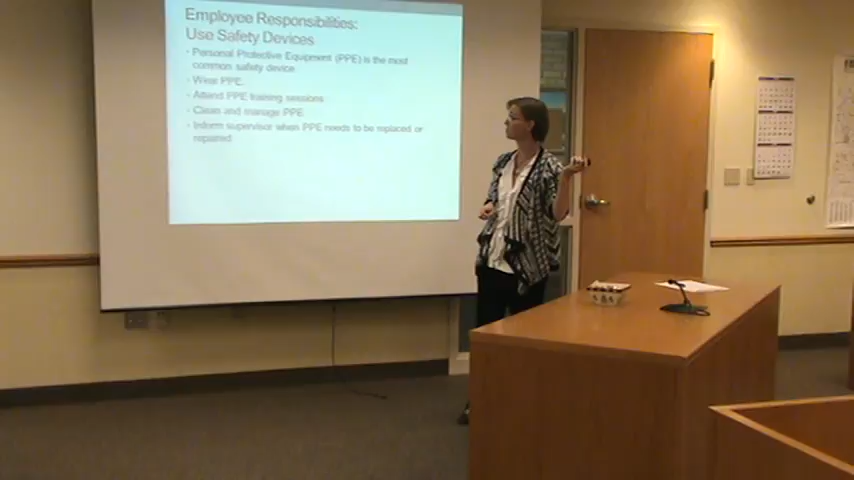 Employee Responsibilities:
Use Safety Devices
· Personal Protective Equipment (PPE) is the most
common safety device
· Wear PPE
· Attend PPE training sessions
· Clean and manage PPE
· Inform supervisor when PPE needs to be replaced or
repaired